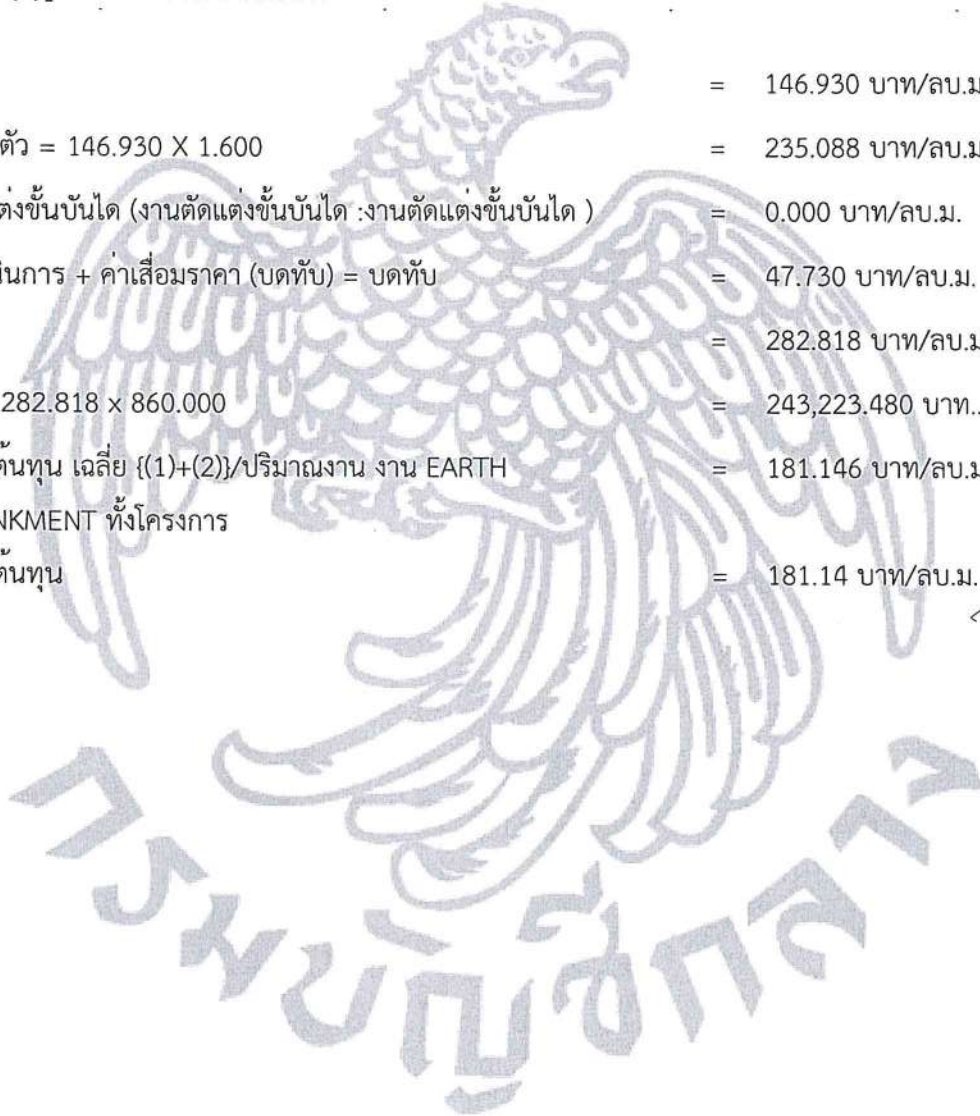 = 146.930 บาท/ลบ.ม
ตัว = 146.930 X 1.600 = 235.088 บาท/ลบ.ม
ต่งขั้นบันได (งานตัดแต่งขั้นบันได :งานตัดแต่งขั้นบันได ) = 0.000 บาท/ลบ.ม.
นินการ + ค่าเสื่อมราคา (บดทับ) = บดทับ = 47.730 บาท/ลบ.ม.
= 282.818 บาท/ลบ.ม
282.818 x 860.000 = 243,223.480 บาท..
ต้นทุน เฉลี่ย {(1)+(2)}/ปริมาณงาน งาน EARTH = 181.146 บาท/ลบ.ม
NKMENT ทั้งโครงการ
ต้นทุน = 181.14 บาท/ลบ.ม.
กรมบัญชีกลาง